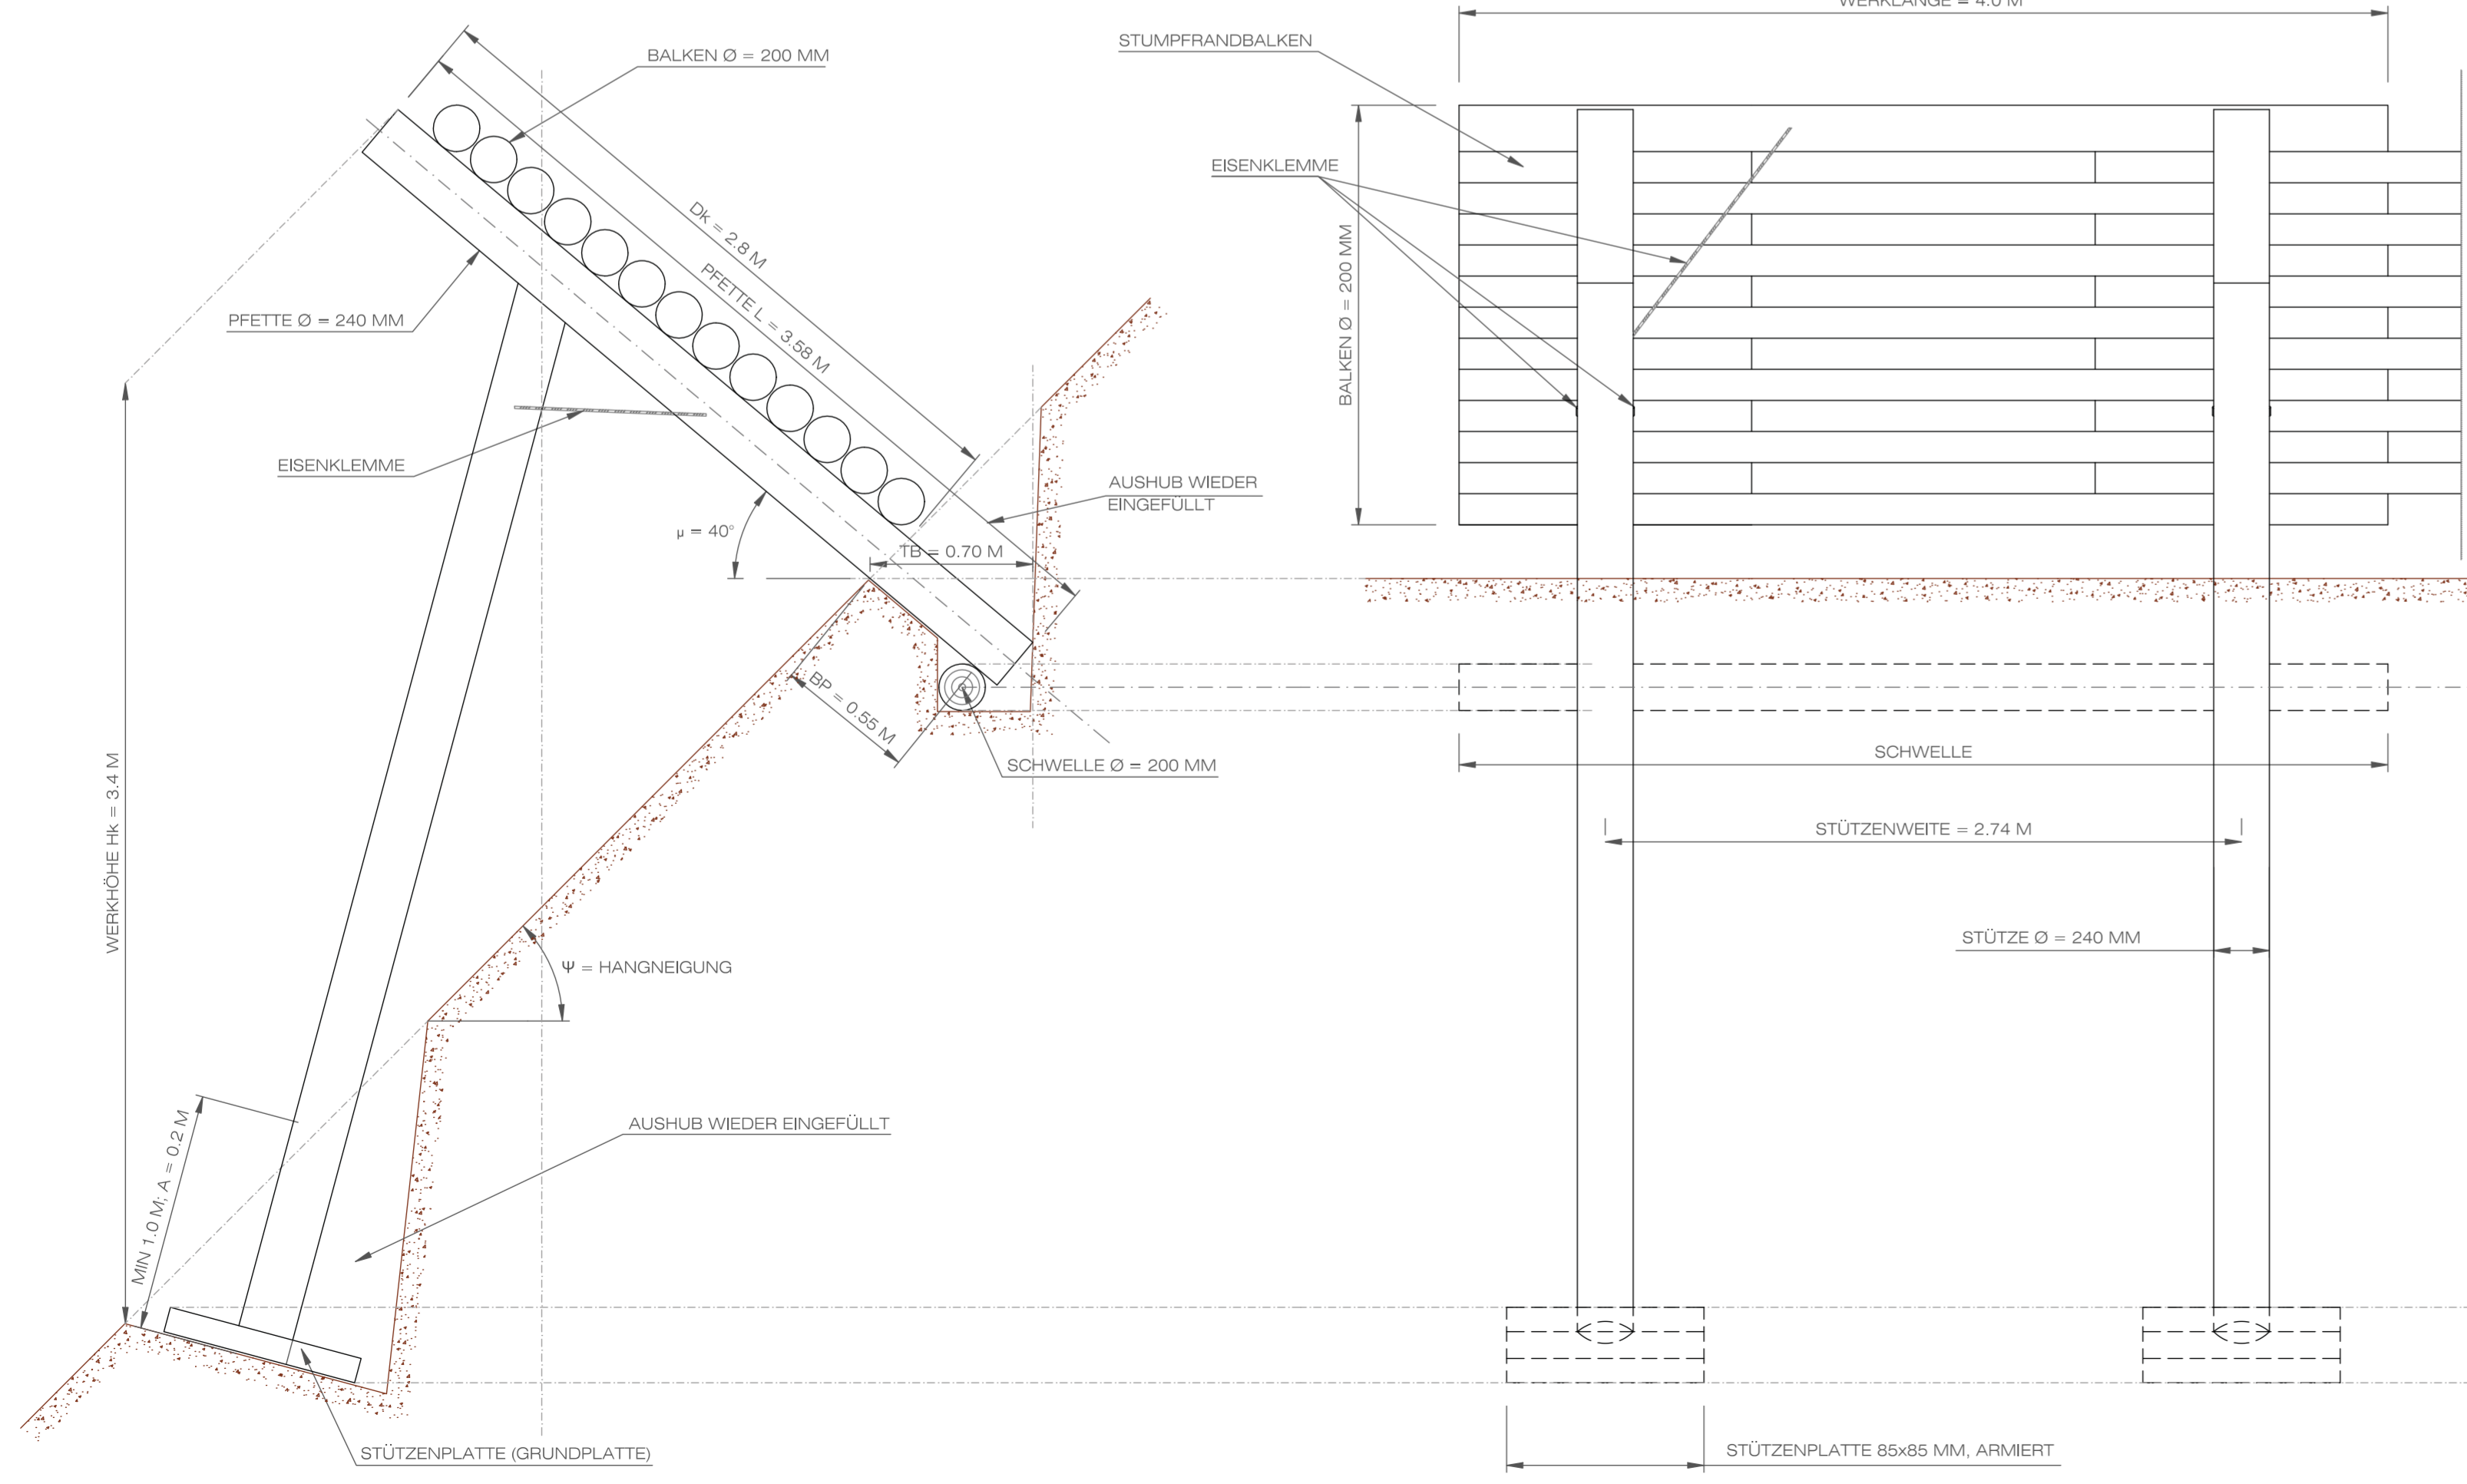 WERKLÄNGE = 4.0 M
STUMPFRANDBALKEN
BALKEN Ø = 200 MM
EISENKLEMME
Dk = 2.8 M
PFETTE L = 3.58 M
PFETTE Ø = 240 MM
BALKEN Ø = 200 MM
EISENKLEMME
AUSHUB WIEDER
EINGEFÜLLT
μ = 40°
TB = 0.70 M
BP = 0.55 M
SCHWELLE Ø = 200 MM
SCHWELLE
WERKHÖHE Hk = 3.4 M
STÜTZENWEITE = 2.74 M
STÜTZE Ø = 240 MM
Ψ = HANGNEIGUNG
MIN 1.0 M; A = 0.2 M
AUSHUB WIEDER EINGEFÜLLT
STÜTZENPLATTE (GRUNDPLATTE)
STÜTZENPLATTE 85x85 MM, ARMIERT